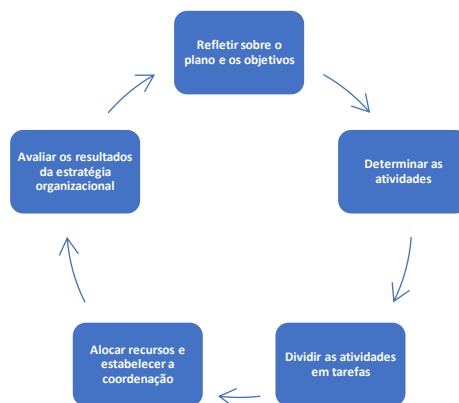 Refletir sobre o
plano e os objetivos
Determinar as
atividades
Dividir as atividades
em tarefas
Alocar recursos e
estabelecer a
coordenação
Avaliar os resultados
da estratégia
organizacional